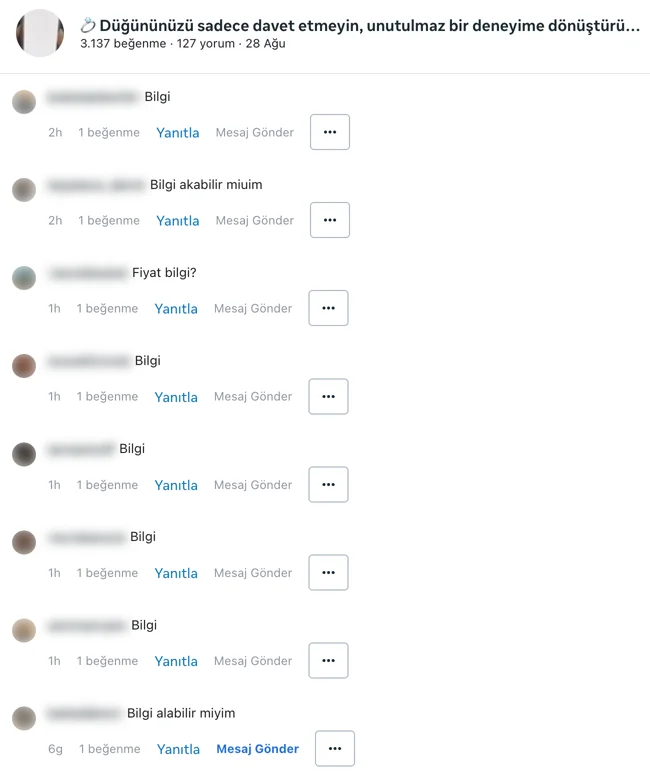 💍 Düğününüzü sadece davet etmeyin, unutulmaz bir deneyime dönüştürü...
3.137 beğenme · 127 yorum · 28 Ağu
Bilgi
2h 1 beğenme Yanıtla Mesaj Gönder
Bilgi akabilir miuim
2h 1 beğenme Yanıtla Mesaj Gönder
Fiyat bilgi?
1h 1 beğenme Yanıtla Mesaj Gönder
Bilgi
1h 1 beğenme Yanıtla Mesaj Gönder
Bilgi
1h 1 beğenme Yanıtla Mesaj Gönder
Bilgi
1h 1 beğenme Yanıtla Mesaj Gönder
Bilgi
1h 1 beğenme Yanıtla Mesaj Gönder
Bilgi alabilir miyim
6g 1 beğenme Yanıtla Mesaj Gönder